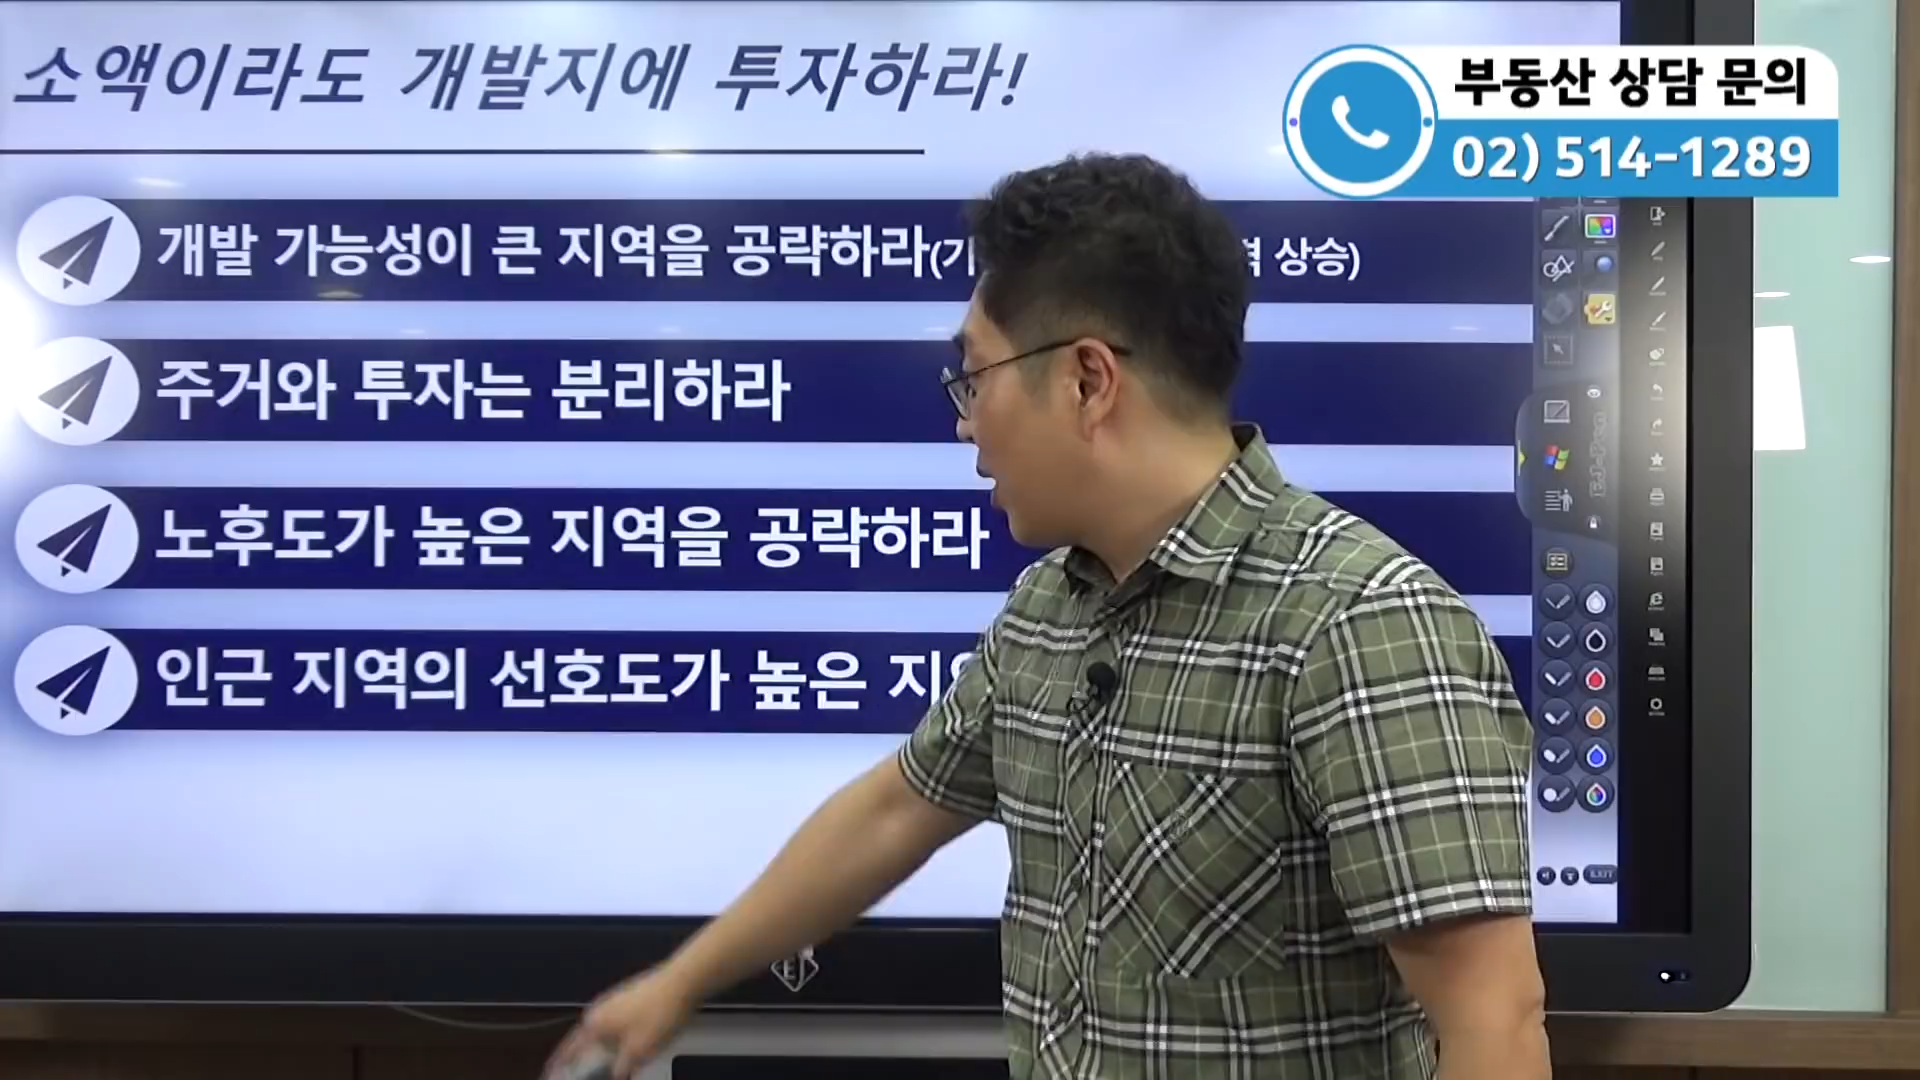 소액이라도 개발지에 투자하라!
부동산 상담 문의
02) 514-1289
개발 가능성이 큰 지역을 공략하라(가 상승)
주거와 투자는 분리하라
노후도가 높은 지역을 공략하라
인근 지역의 선호도가 높은
EXIT